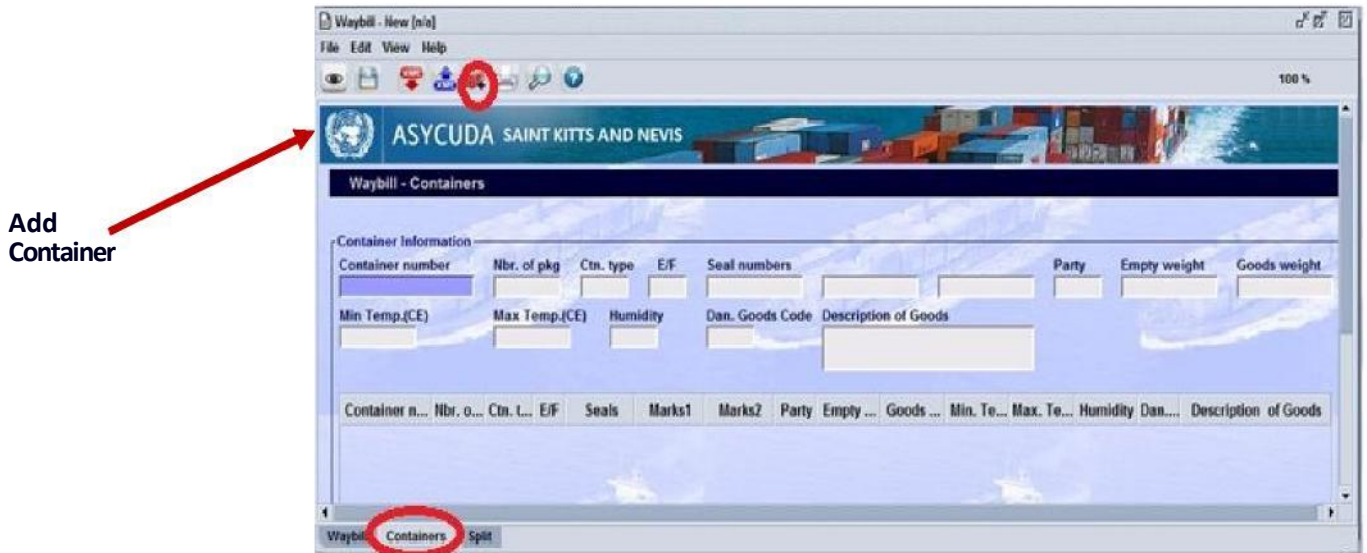 Waybill - New [n/a]
File Edit View Help
100 %
ASYCUDA SAINT KITTS AND NEVIS
Waybill - Containers
Add
Container
Container Information
Container number Nbr. of pkg Ctn. type E/F Seal numbers Party Empty weight Goods weight
Min Temp.(CE) Max Temp.(CE) Humidity Dan. Goods Code Description of Goods
Container n... Nbr. o... Ctn. t... E/F Seals Marks1 Marks2 Party Empty ... Goods ... Min. Te... Max. Te... Humidity Dan.... Description of Goods
Waybill Containers Split